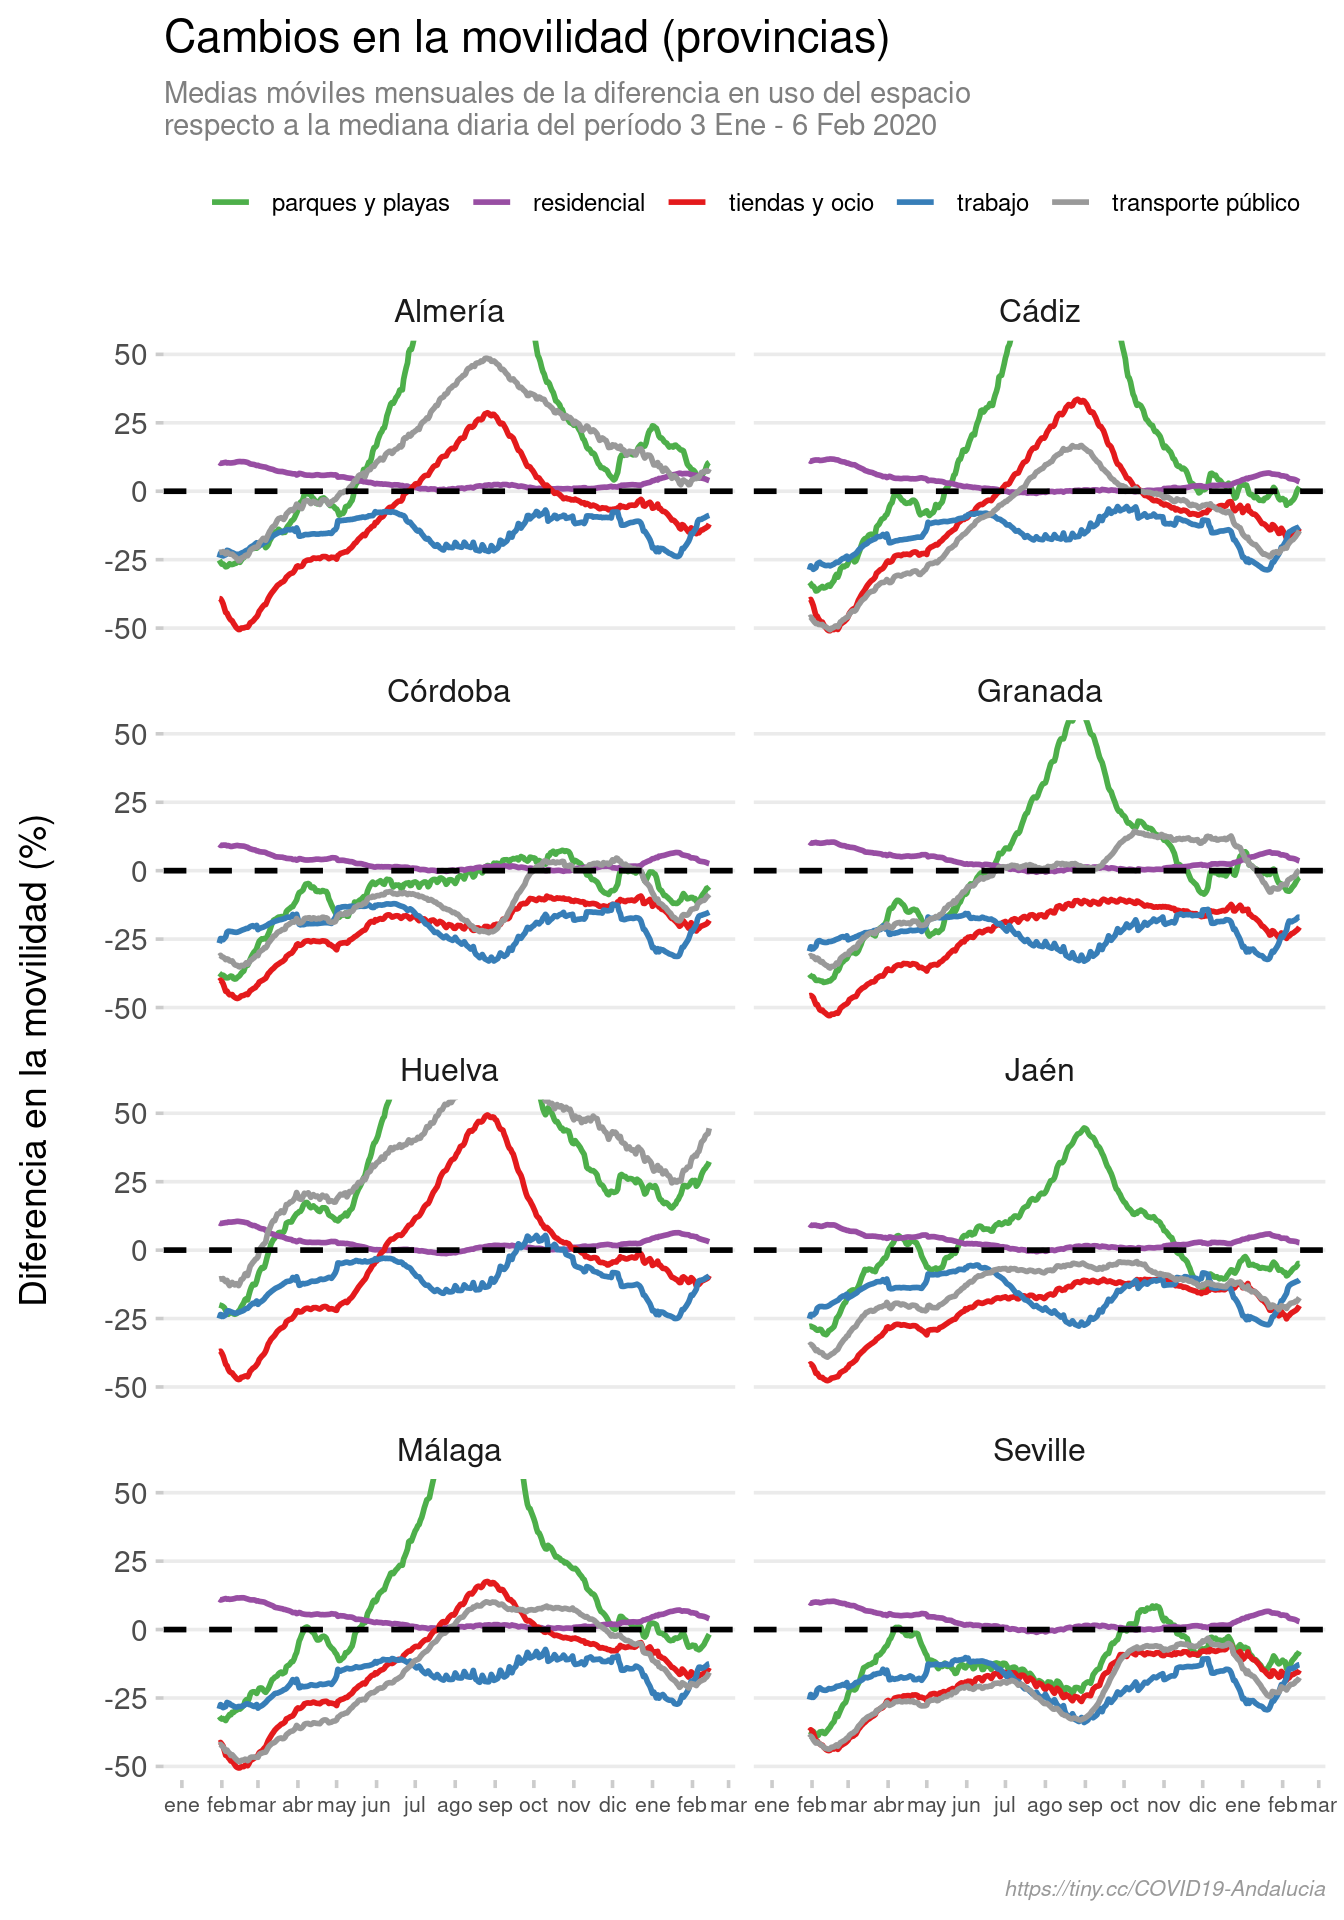 Cambios en la movilidad (provincias)
Medias móviles mensuales de la diferencia en uso del espacio
respecto a la mediana diaria del período 3 Ene - 6 Feb 2020
parques y playas residencial tiendas y ocio trabajo transporte público
Diferencia en la movilidad (%)
Almería Cádiz
50
25
0
-25
-50
Córdoba Granada
50
25
0
-25
-50
Huelva Jaén
50
25
0
-25
-50
Málaga Seville
50
25
0
-25
-50
ene feb mar abr may jun jul ago sep oct nov dic ene feb mar ene feb mar abr may jun jul ago sep oct nov dic ene feb mar
https://tiny.cc/COVID19-Andalucia